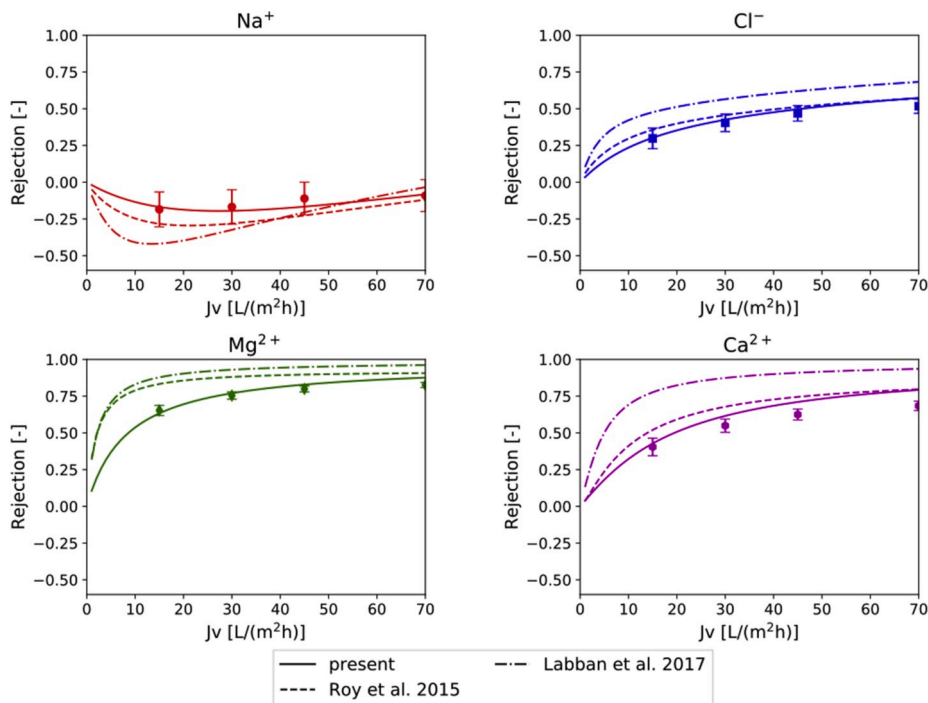 Na⁺
Cl⁻
1.00
0.75
0.50
0.25
0.00
−0.25
−0.50
Rejection [-]
0 10 20 30 40 50 60 70
Jv [L/(m²h)]
1.00
0.75
0.50
0.25
0.00
−0.25
−0.50
Rejection [-]
0 10 20 30 40 50 60 70
Jv [L/(m²h)]
Mg²⁺
Ca²⁺
1.00
0.75
0.50
0.25
0.00
−0.25
−0.50
Rejection [-]
0 10 20 30 40 50 60 70
Jv [L/(m²h)]
1.00
0.75
0.50
0.25
0.00
−0.25
−0.50
Rejection [-]
0 10 20 30 40 50 60 70
Jv [L/(m²h)]
present
Roy et al. 2015
Labban et al. 2017